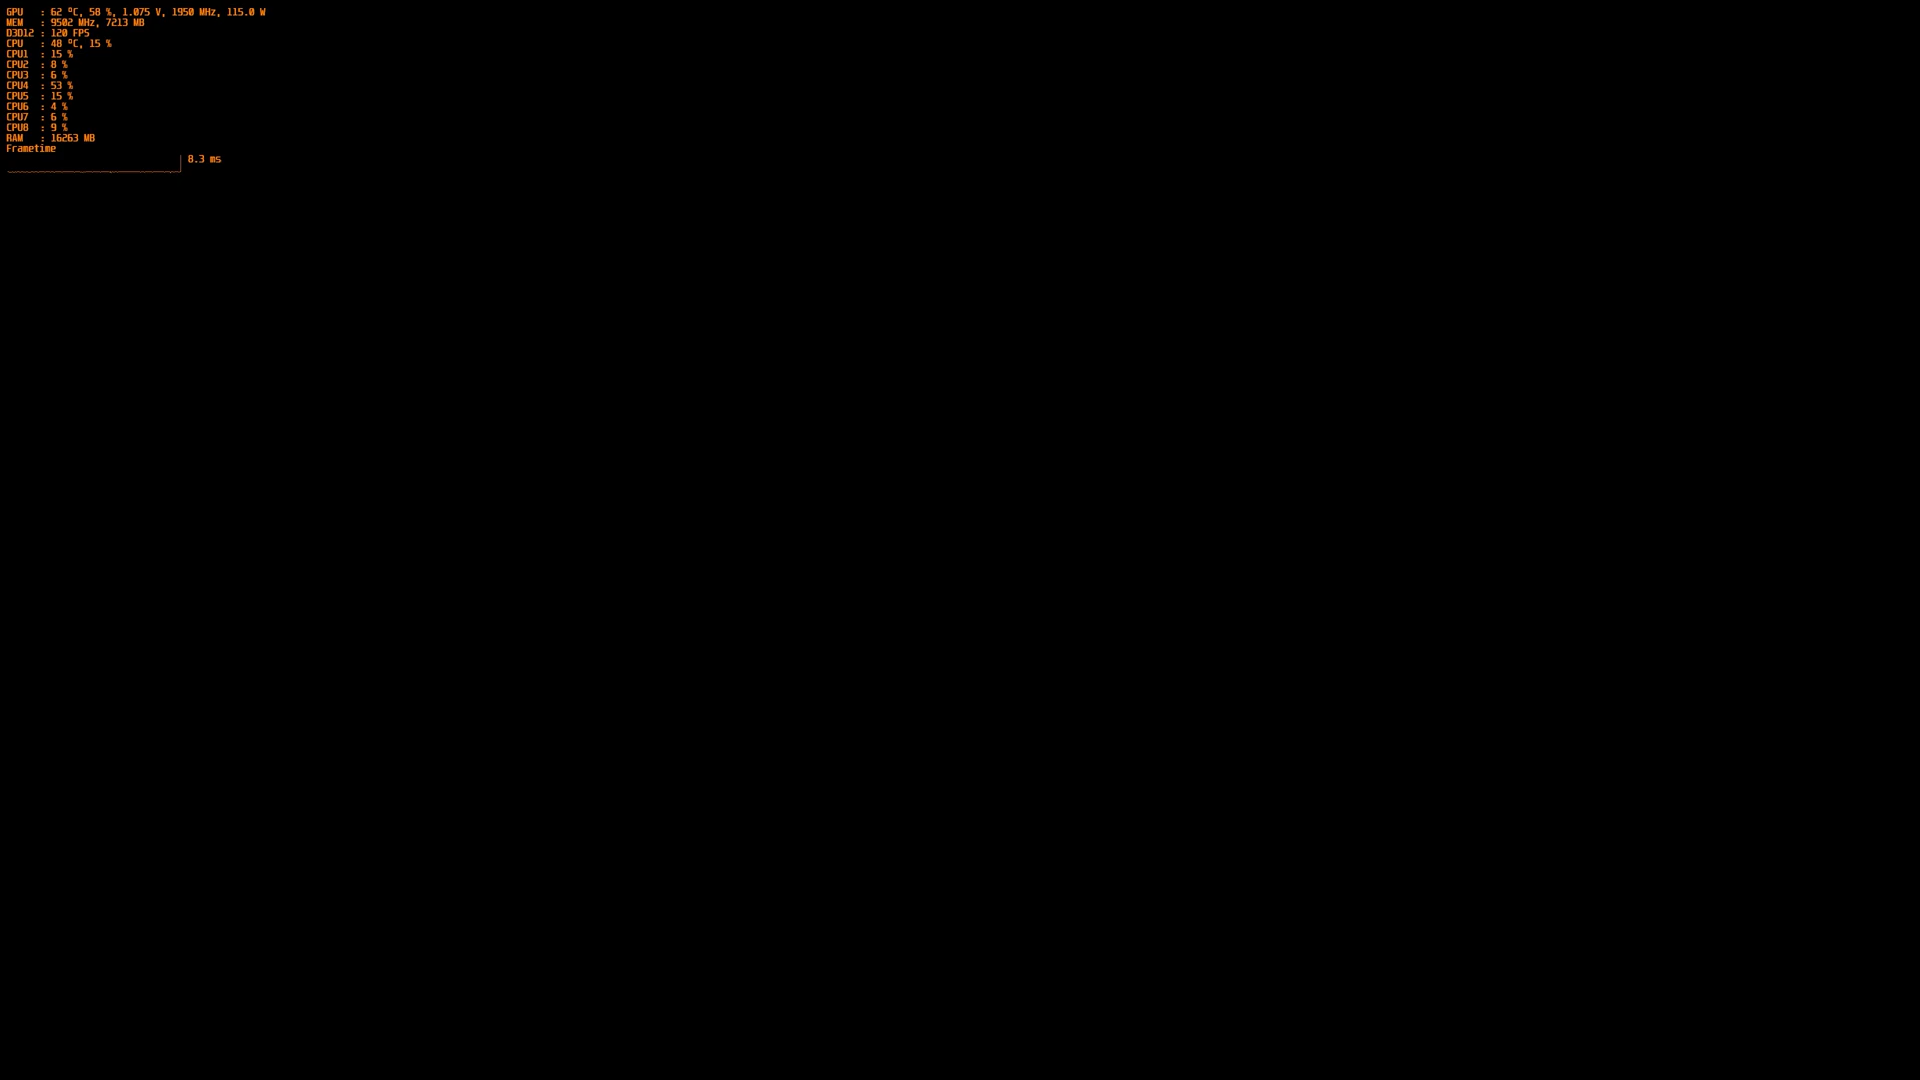 GPU : 62 °C, 58 %, 1.075 V, 1950 MHz, 115.0 W
MEM : 9502 MHz, 7213 MB
D3D12 : 120 FPS
CPU : 48 °C, 15 %
CPU1 : 15 %
CPU2 : 8 %
CPU3 : 6 %
CPU4 : 53 %
CPU5 : 15 %
CPU6 : 4 %
CPU7 : 6 %
CPU8 : 9 %
RAM : 16263 MB
Frametime
8.3 ms